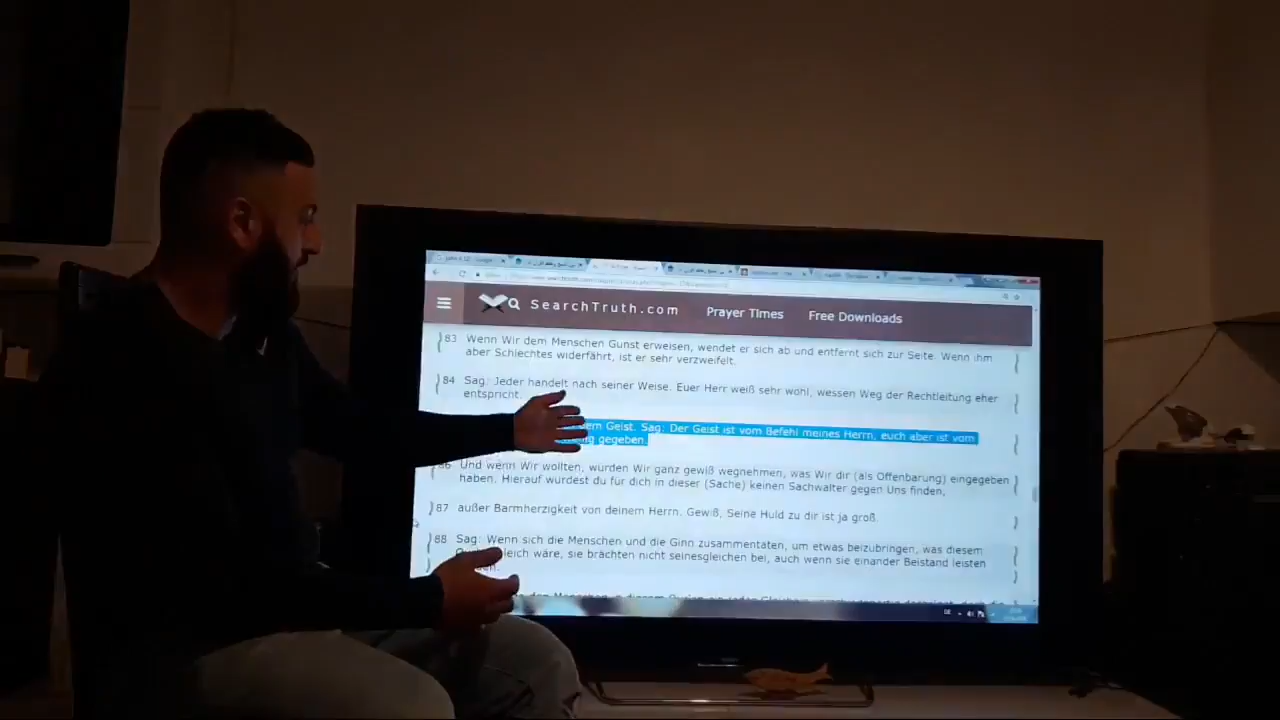 SearchTruth.com Prayer Times Free Downloads
83 Wenn Wir dem Menschen Gunst erweisen, wendet er sich ab und entfernt sich zur Seite. Wenn ihm
aber Schlechtes widerfährt, ist er sehr verzweifelt.
84 Sag: Jeder handelt nach seiner Weise. Euer Herr weiß sehr wohl, wessen Weg der Rechtleitung eher
entspricht.
Geist. Sag: Der Geist ist vom Befehl meines Herrn, euch aber ist vom
gegeben.
86 Und wenn Wir wollten, würden Wir ganz gewiß wegnehmen, was Wir dir (als Offenbarung) eingegeben
haben. Hierauf würdest du für dich in dieser (Sache) keinen Sachwalter gegen Uns finden,
87 außer Barmherzigkeit von deinem Herrn. Gewiß, Seine Huld zu dir ist ja groß.
88 Sag: Wenn sich die Menschen und die Ginn zusammentäten, um etwas beizubringen, was diesem
gleich wäre, sie brächten nicht seinesgleichen bei, auch wenn sie einander Beistand leisten
DE